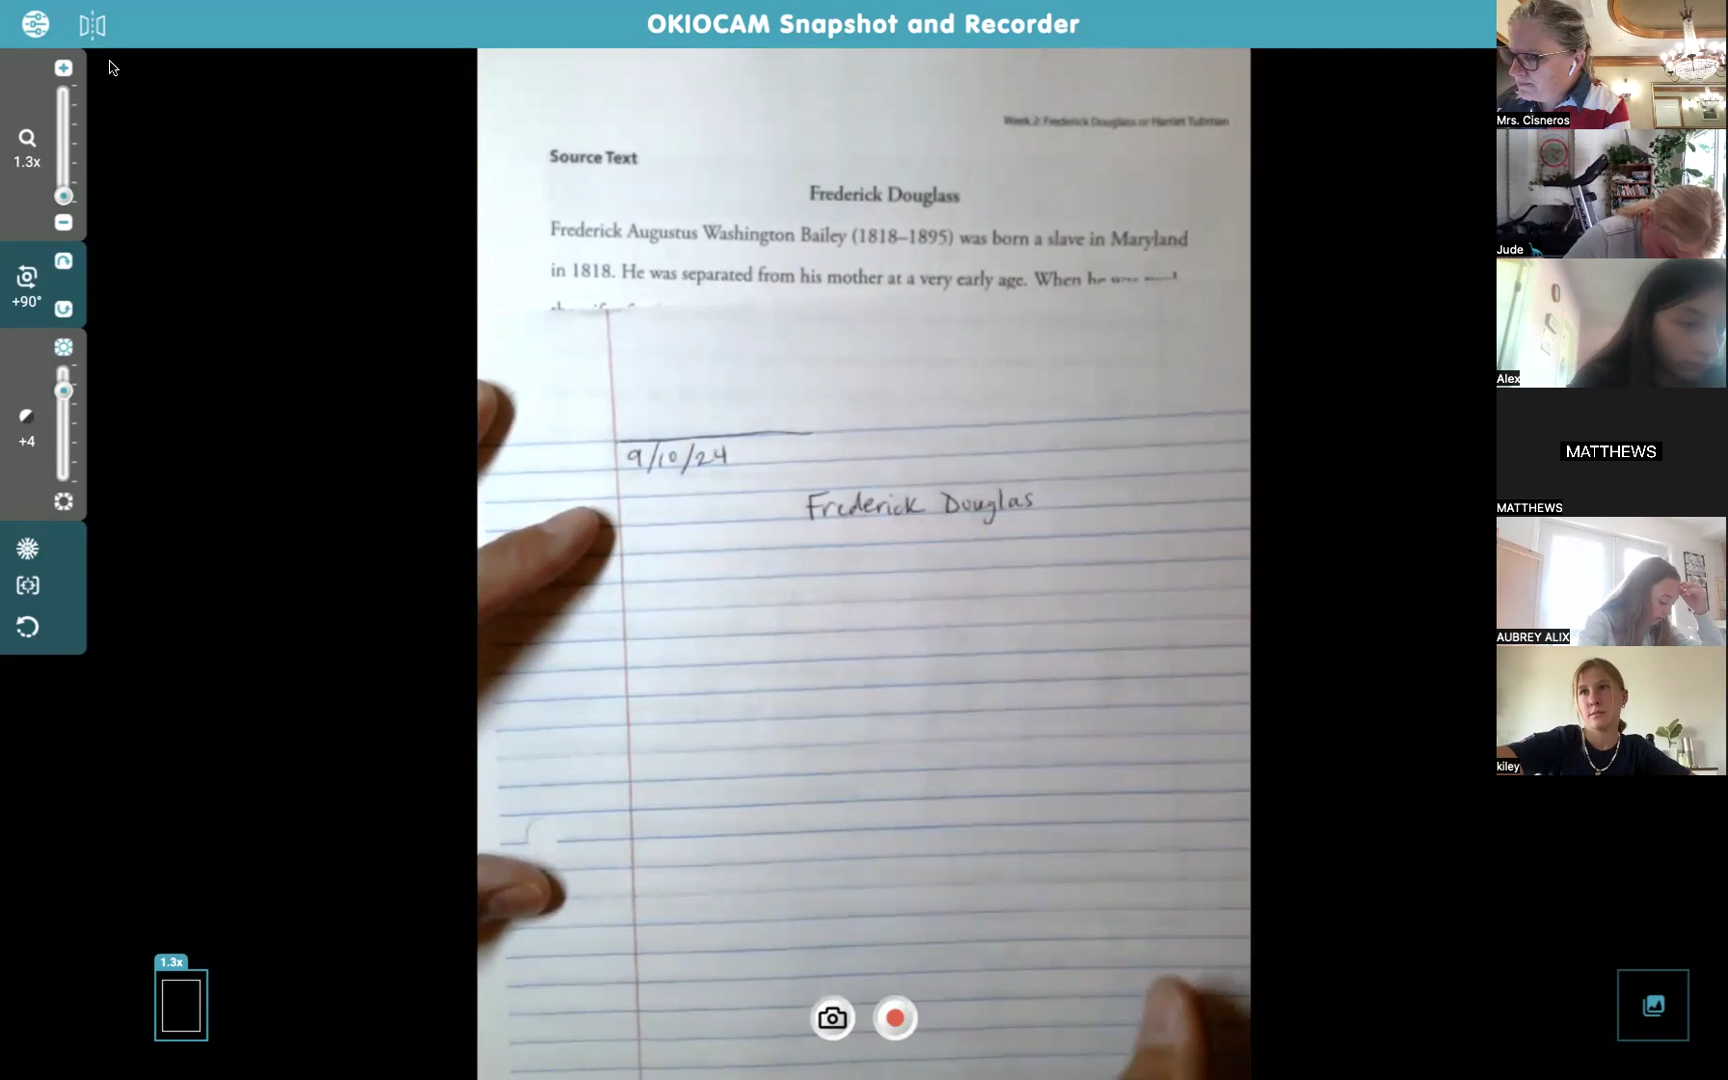 OKIOCAM Snapshot and Recorder
1.3x
+90°
+4
1.3x
Week 2: Frederick Douglass or Harriet Tubman
Source Text
Frederick Douglass
Frederick Augustus Washington Bailey (1818–1895) was born a slave in Maryland
in 1818. He was separated from his mother at a very early age. When he
9/10/24
Frederick Douglas
Mrs. Cisneros
Jude
Alex
MATTHEWS
MATTHEWS
AUBREY ALIX
kiley